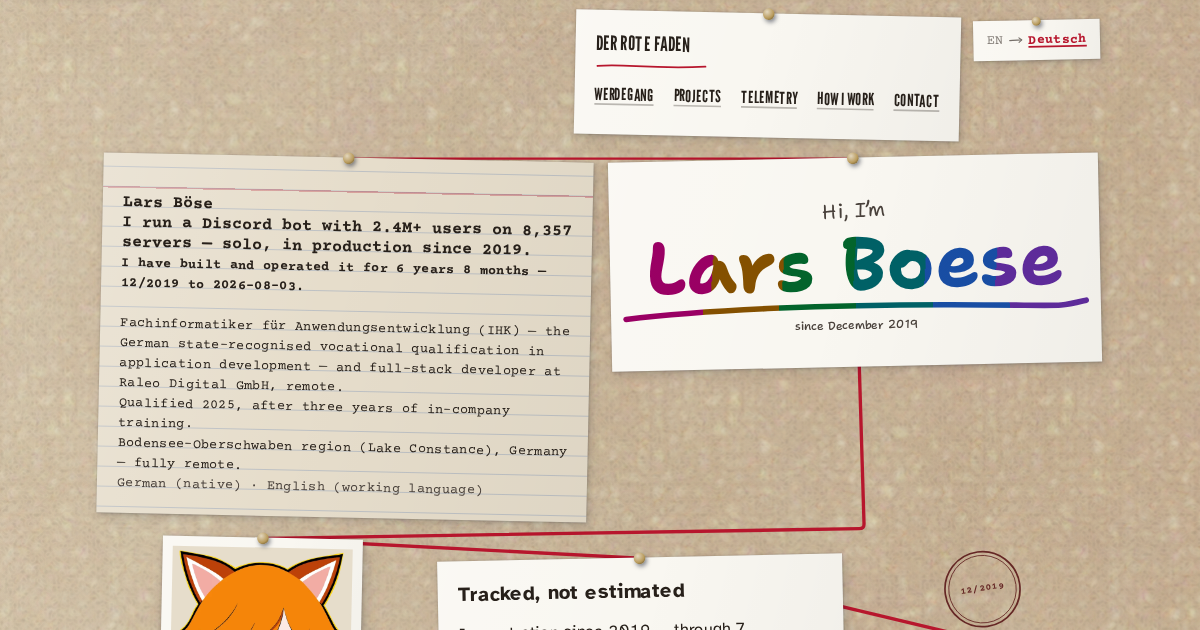 DER ROTE FADEN
WERDEGANG PROJECTS TELEMETRY HOW I WORK CONTACT
EN → Deutsch
Lars Böse
I run a Discord bot with 2.4M+ users on 8,357
servers — solo, in production since 2019.
I have built and operated it for 6 years 8 months —
12/2019 to 2026-08-03.
Fachinformatiker für Anwendungsentwicklung (IHK) — the
German state-recognised vocational qualification in
application development — and full-stack developer at
Raleo Digital GmbH, remote.
Qualified 2025, after three years of in-company
training.
Bodensee-Oberschwaben region (Lake Constance), Germany
— fully remote.
German (native) · English (working language)
Hi, I'm
Lars Boese
since December 2019
Tracked, not estimated
since 2019 — through 7
12/2019